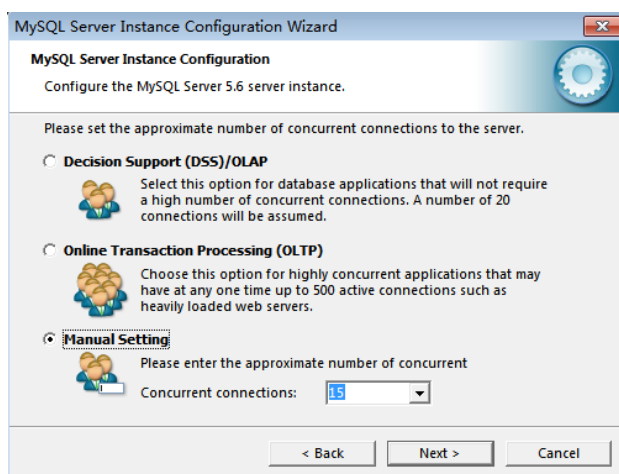 MySQL Server Instance Configuration Wizard
MySQL Server Instance Configuration
Configure the MySQL Server 5.6 server instance.
Please set the approximate number of concurrent connections to the server.
Decision Support (DSS)/OLAP
Select this option for database applications that will not require
a high number of concurrent connections. A number of 20
connections will be assumed.
Online Transaction Processing (OLTP)
Choose this option for highly concurrent applications that may
have at any one time up to 500 active connections such as
heavily loaded web servers.
Manual Setting
Please enter the approximate number of concurrent
Concurrent connections: 15
< Back Next > Cancel